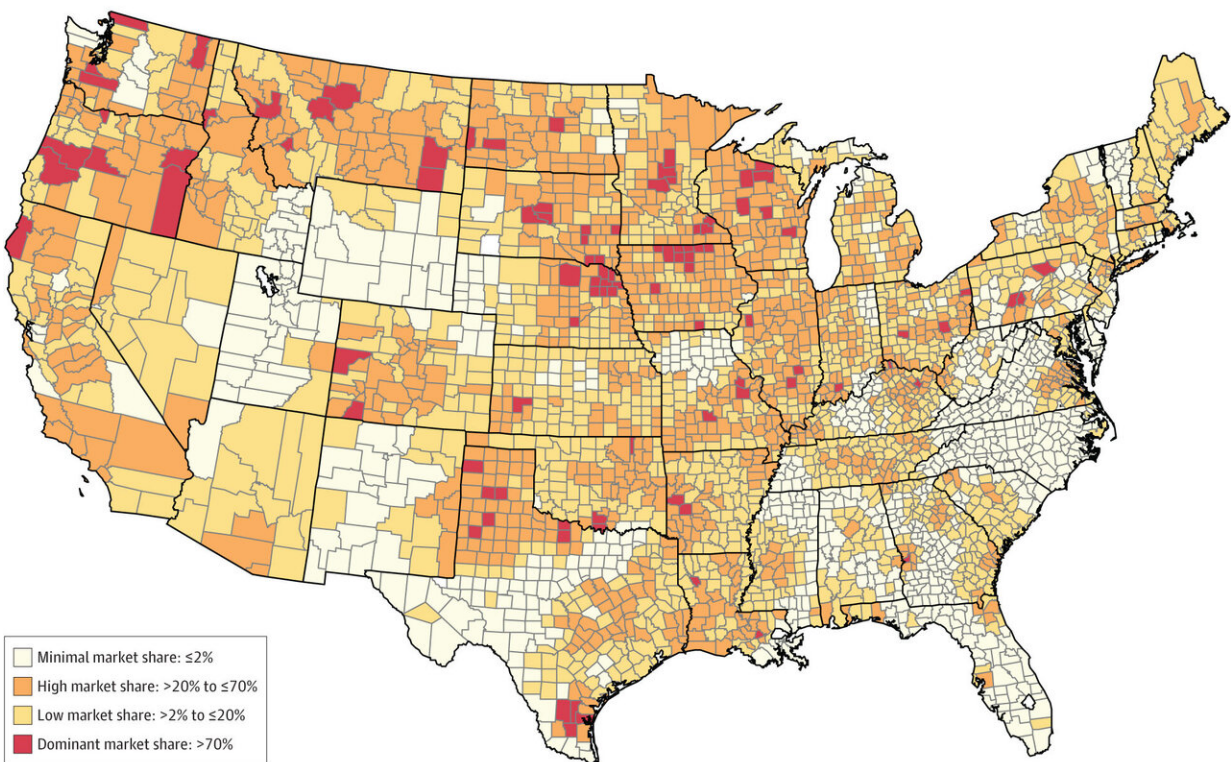 Minimal market share: ≤2%
High market share: >20% to ≤70%
Low market share: >2% to ≤20%
Dominant market share: >70%